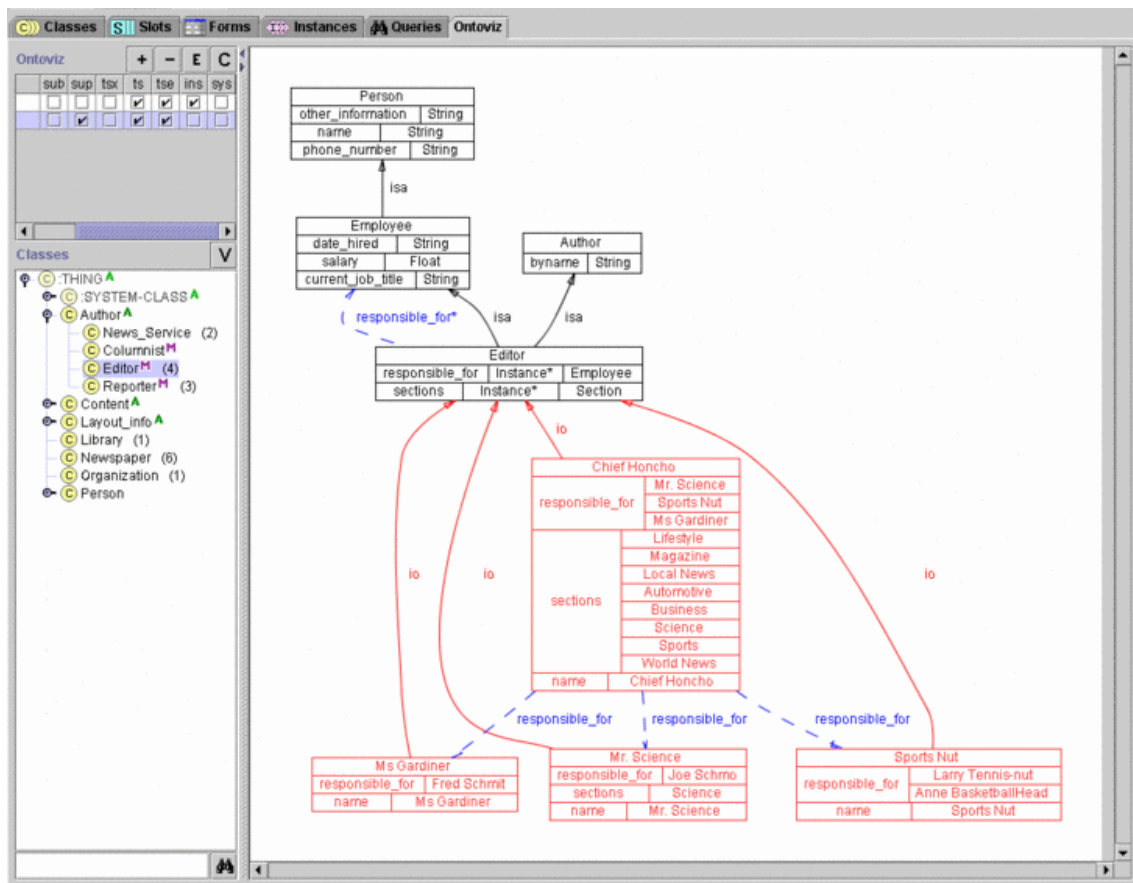 Classes Slots Forms Instances Queries Ontoviz
Ontoviz + − E C
sub sup tsx ts tse ins sys
Classes V
:THING A
:SYSTEM-CLASS A
Author A
News_Service (2)
Columnist M
Editor M (4)
Reporter M (3)
Content A
Layout_info A
Library (1)
Newspaper (6)
Organization (1)
Person
Person
other_information String
name String
phone_number String
isa
Employee
date_hired String
salary Float
current_job_title String
Author
byname String
( responsible_for*
isa
isa
Editor
responsible_for Instance* Employee
sections Instance* Section
io
Chief Honcho
responsible_for
Mr. Science
Sports Nut
Ms Gardiner
sections
Lifestyle
Magazine
Local News
Automotive
Business
Science
Sports
World News
name Chief Honcho
io
io
io
responsible_for
responsible_for
responsible_for
Ms Gardiner
responsible_for Fred Schmit
name Ms Gardiner
Mr. Science
responsible_for Joe Schmo
sections Science
name Mr. Science
Sports Nut
responsible_for
Larry Tennis-nut
Anne BasketballHead
name Sports Nut